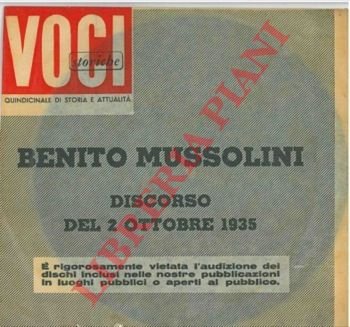 VOCI
storiche
QUINDICINALE DI STORIA E ATTUALITÀ
BENITO MUSSOLINI
DISCORSO
DEL 2 OTTOBRE 1935
È rigorosamente vietata l'audizione dei
dischi inclusi nelle nostre pubblicazioni
in luoghi pubblici o aperti al pubblico.
LIBRERIA PIANI